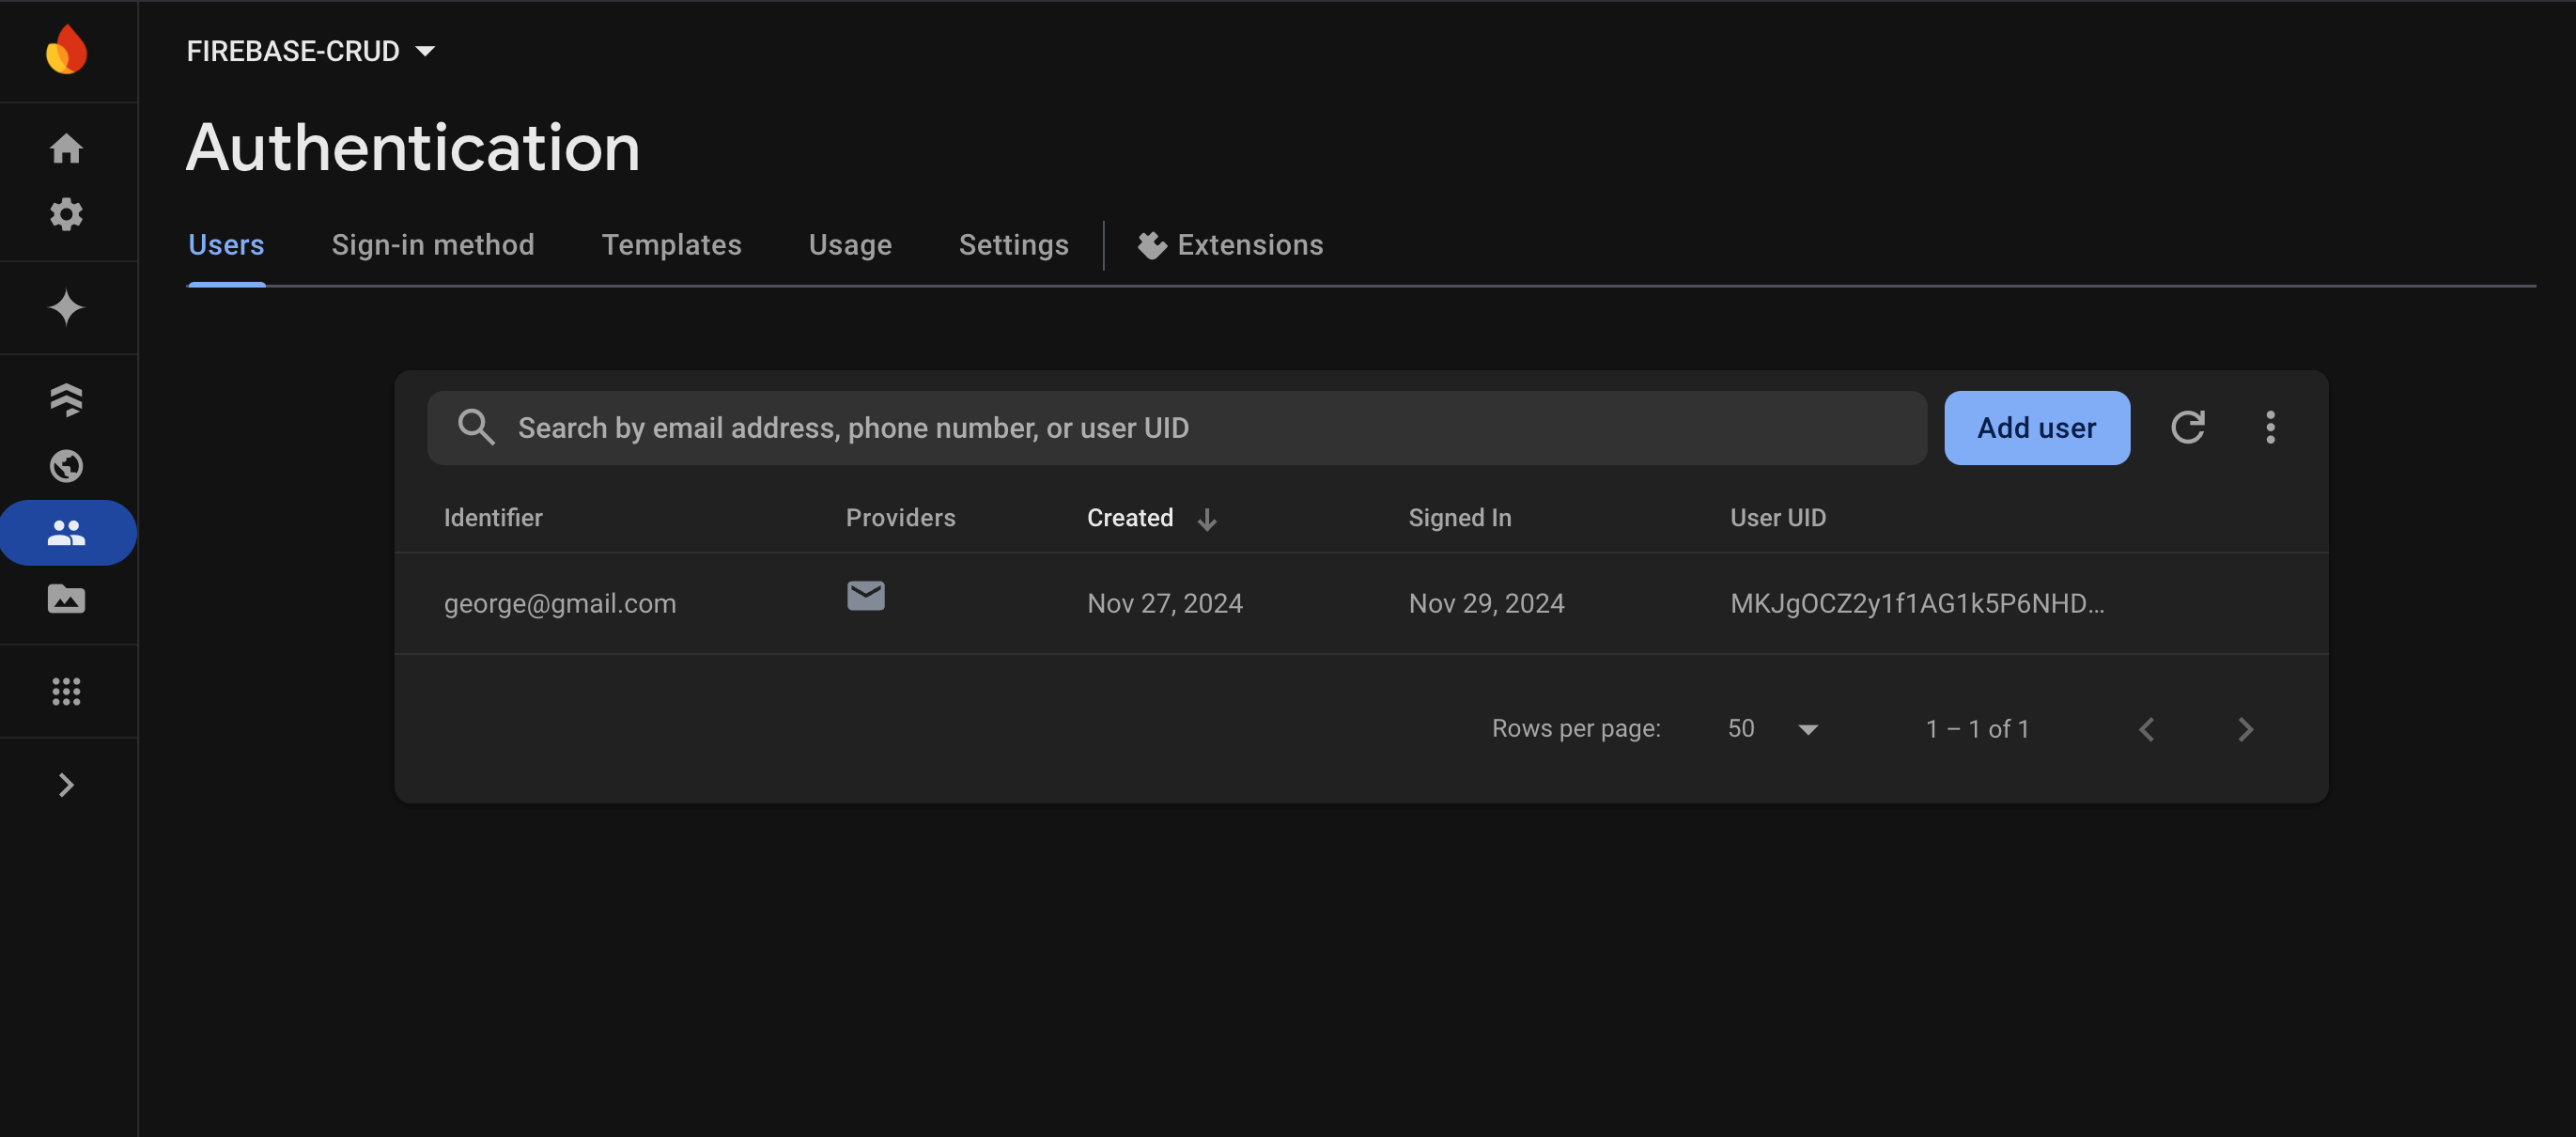 FIREBASE-CRUD
Authentication
Users Sign-in method Templates Usage Settings Extensions
Search by email address, phone number, or user UID Add user
Identifier Providers Created Signed In User UID
george@gmail.com Nov 27, 2024 Nov 29, 2024 MKJgOCZ2y1f1AG1k5P6NHD…
Rows per page: 50 1 – 1 of 1